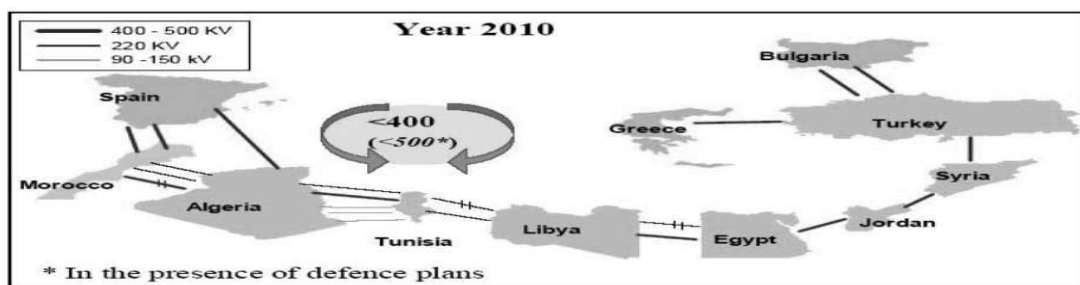 400 - 500 KV
220 KV
90 -150 kV
Year 2010
Bulgaria
Spain
<400
(<500*)
Greece
Turkey
Morocco
Syria
Algeria
Jordan
Libya
Egypt
Tunisia
* In the presence of defence plans